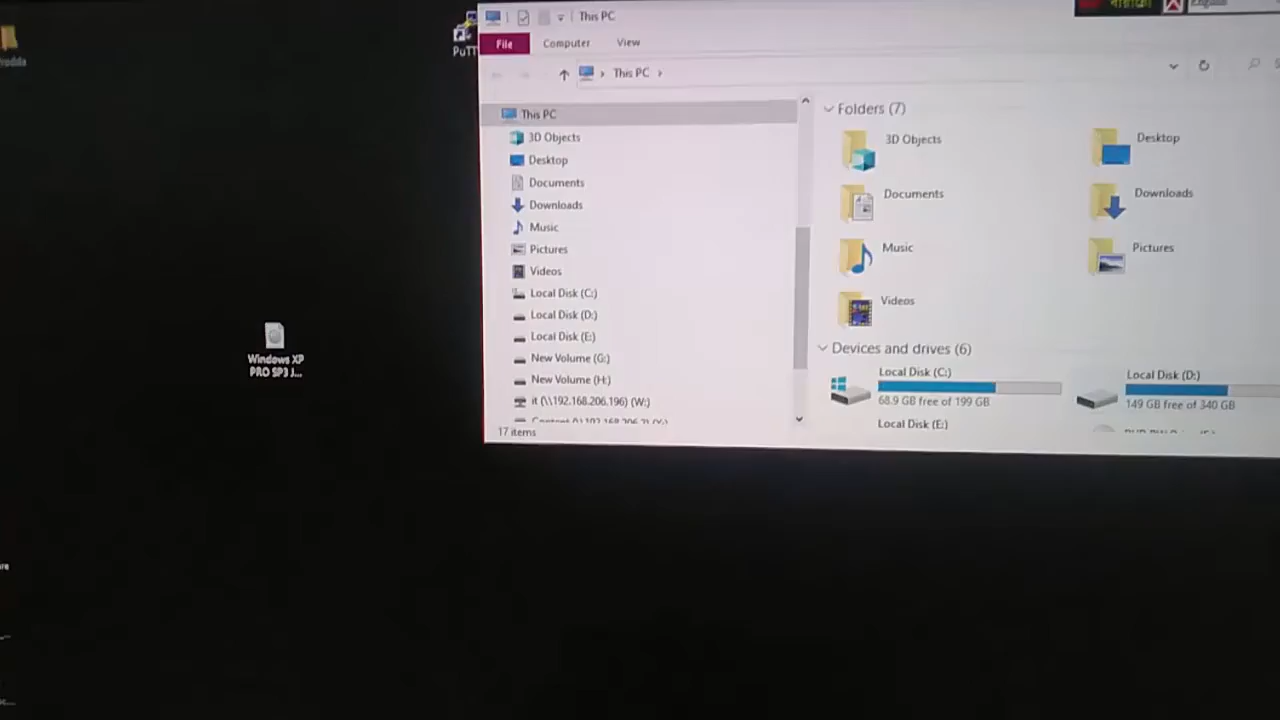 This PC
বাংলা
English
File
Computer
View
This PC
PuTT
This PC
3D Objects
Desktop
Documents
Downloads
Music
Pictures
Videos
Local Disk (C:)
Local Disk (D:)
Local Disk (E:)
New Volume (G:)
New Volume (H:)
it (\\192.168.206.196) (W:)
17 items
Folders (7)
3D Objects
Desktop
Documents
Downloads
Music
Pictures
Videos
Devices and drives (6)
Local Disk (C:)
68.9 GB free of 199 GB
Local Disk (D:)
149 GB free of 340 GB
Local Disk (E:)
Windows XP
PRO SP3 J...